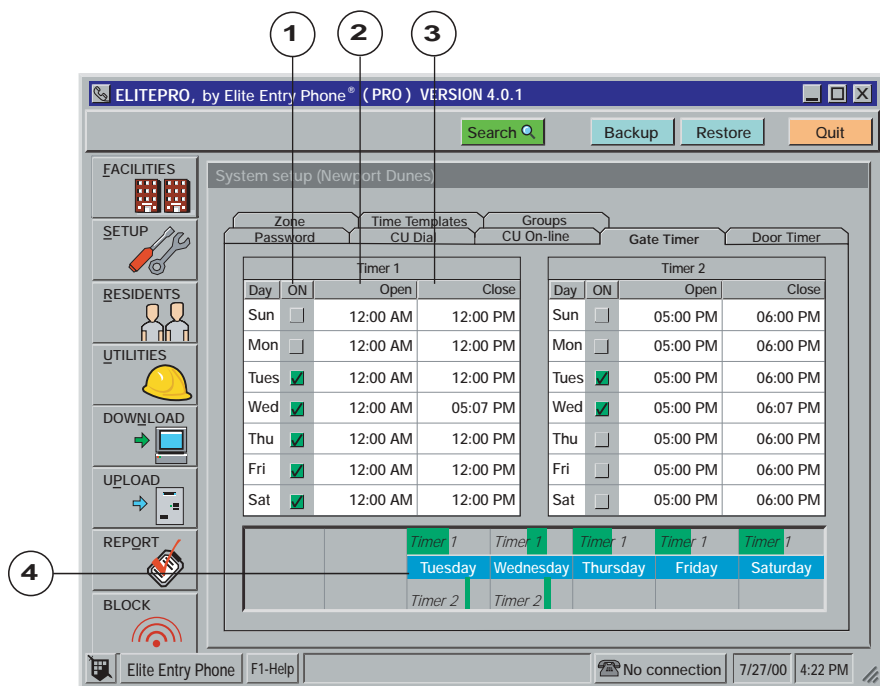 1 2 3
ELITEPRO, by Elite Entry Phone® (PRO) VERSION 4.0.1
Search Backup Restore Quit
FACILITIES
SETUP
RESIDENTS
UTILITIES
DOWNLOAD
UPLOAD
REPORT
BLOCK
System setup (Newport Dunes)
Zone Time Templates Groups
Password CU Dial CU On-line Gate Timer Door Timer
Timer 1
Day ON Open Close
Sun 12:00 AM 12:00 PM
Mon 12:00 AM 12:00 PM
Tues 12:00 AM 12:00 PM
Wed 12:00 AM 05:07 PM
Thu 12:00 AM 12:00 PM
Fri 12:00 AM 12:00 PM
Sat 12:00 AM 12:00 PM
Timer 2
Day ON Open Close
Sun 05:00 PM 06:00 PM
Mon 05:00 PM 06:00 PM
Tues 05:00 PM 06:00 PM
Wed 05:00 PM 06:07 PM
Thu 05:00 PM 06:00 PM
Fri 05:00 PM 06:00 PM
Sat 05:00 PM 06:00 PM
Timer 1 Timer 1 Timer 1 Timer 1 Timer 1
4
Tuesday Wednesday Thursday Friday Saturday
Timer 2 Timer 2
Elite Entry Phone F1-Help No connection 7/27/00 4:22 PM